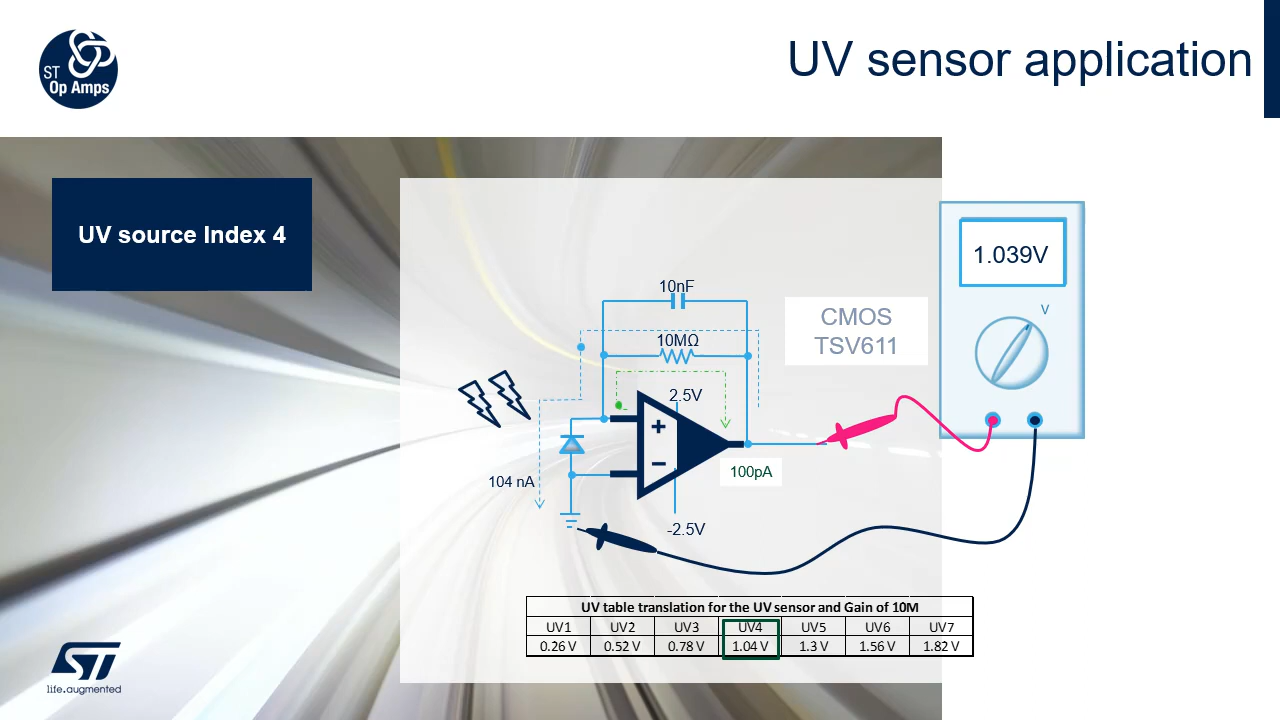 ST
Op Amps
UV sensor application
UV source Index 4
1.039V
V
10nF
CMOS
TSV611
10MΩ
2.5V
+
−
100pA
104 nA
-2.5V
UV table translation for the UV sensor and Gain of 10M
UV1 UV2 UV3 UV4 UV5 UV6 UV7
0.26 V 0.52 V 0.78 V 1.04 V 1.3 V 1.56 V 1.82 V
ST
life.augmented